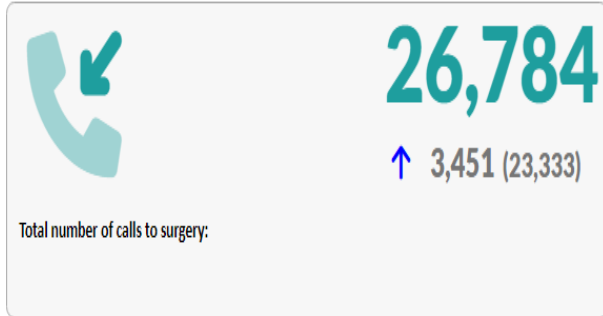 26,784
↑ 3,451 (23,333)
Total number of calls to surgery: